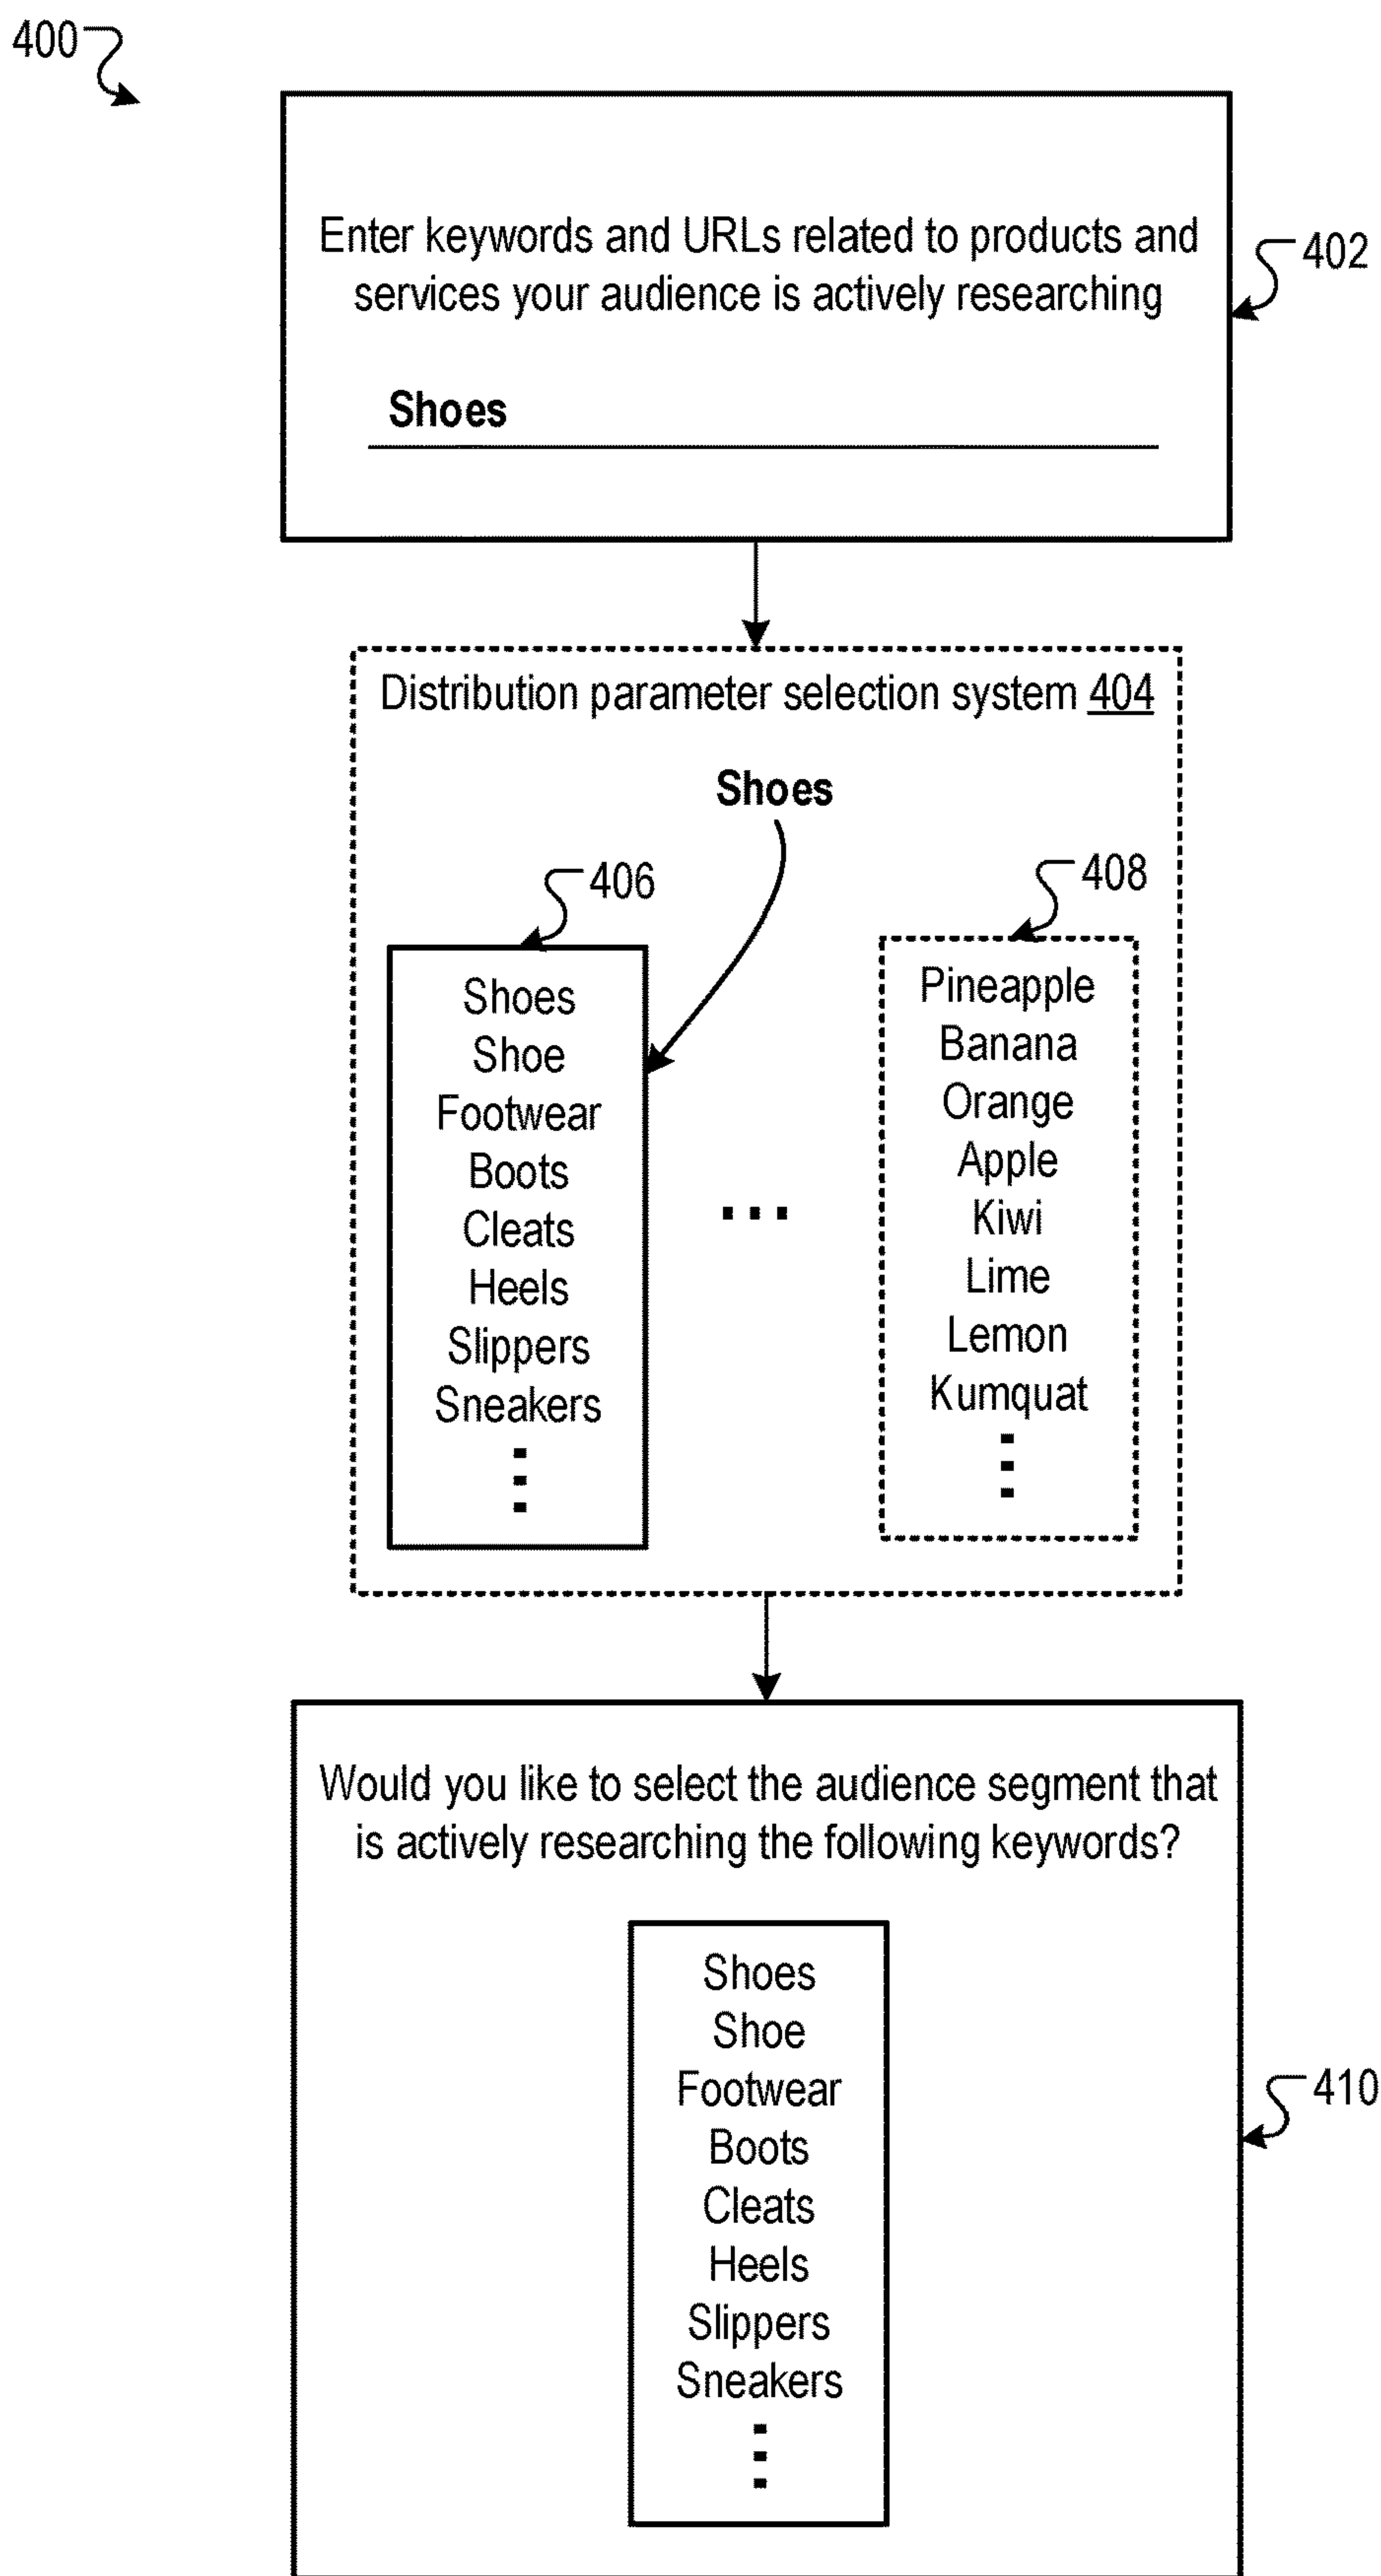 400
Enter keywords and URLs related to products and
services your audience is actively researching
402
Shoes
Distribution parameter selection system 404
Shoes
406
408
Shoes
Shoe
Footwear
Boots
Cleats
Heels
Slippers
Sneakers
Pineapple
Banana
Orange
Apple
Kiwi
Lime
Lemon
Kumquat
Would you like to select the audience segment that
is actively researching the following keywords?
Shoes
Shoe
Footwear
Boots
Cleats
Heels
Slippers
Sneakers
410